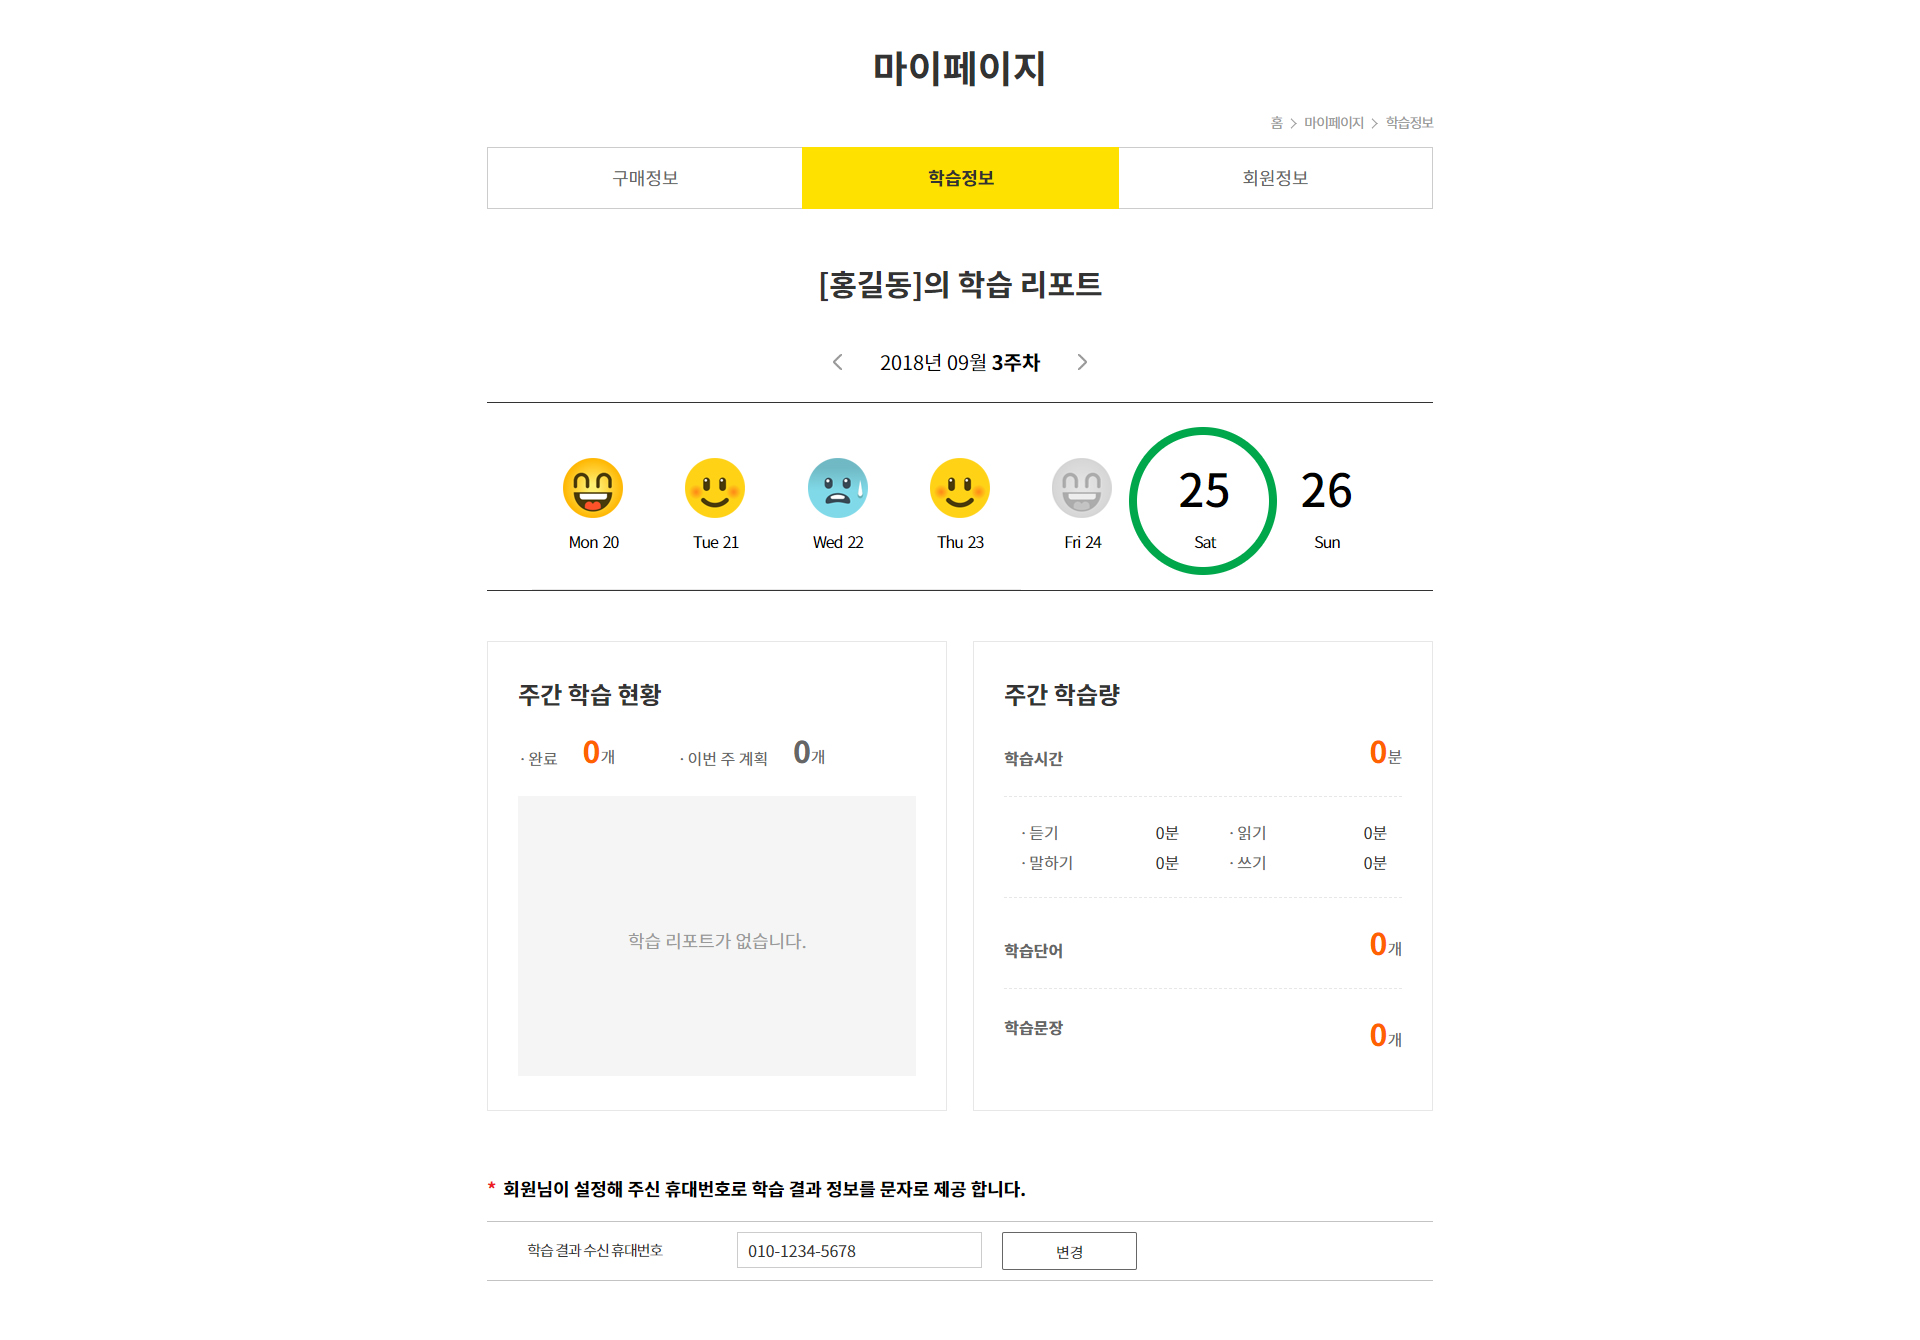 마이페이지
홈 > 마이페이지 > 학습정보
구매정보 학습정보 회원정보
[홍길동]의 학습 리포트
2018년 09월 3주차
25 26
Mon 20 Tue 21 Wed 22 Thu 23 Fri 24 Sat Sun
주간 학습 현황
· 완료 0개 · 이번 주 계획 0개
학습 리포트가 없습니다.
주간 학습량
학습시간 0분
· 듣기 0분 · 읽기 0분
· 말하기 0분 · 쓰기 0분
학습단어 0개
학습문장 0개
* 회원님이 설정해 주신 휴대번호로 학습 결과 정보를 문자로 제공 합니다.
학습 결과 수신 휴대번호 010-1234-5678 변경